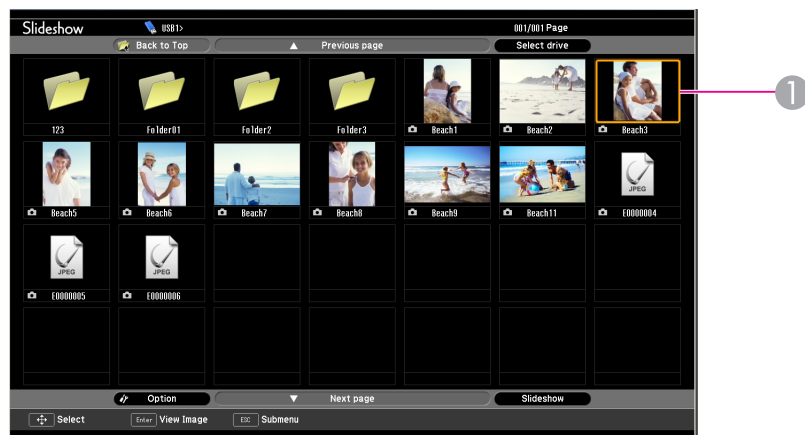 Slideshow USB1> 001/001 Page
Back to Top Previous page Select drive
123 Folder01 Folder2 Folder3 Beach1 Beach2 Beach3
JPEG
Beach5 Beach6 Beach7 Beach8 Beach9 Beach11 E0000004
JPEG JPEG
E0000005 E0000006
Option Next page Slideshow
Select Enter View Image ESC Submenu
1